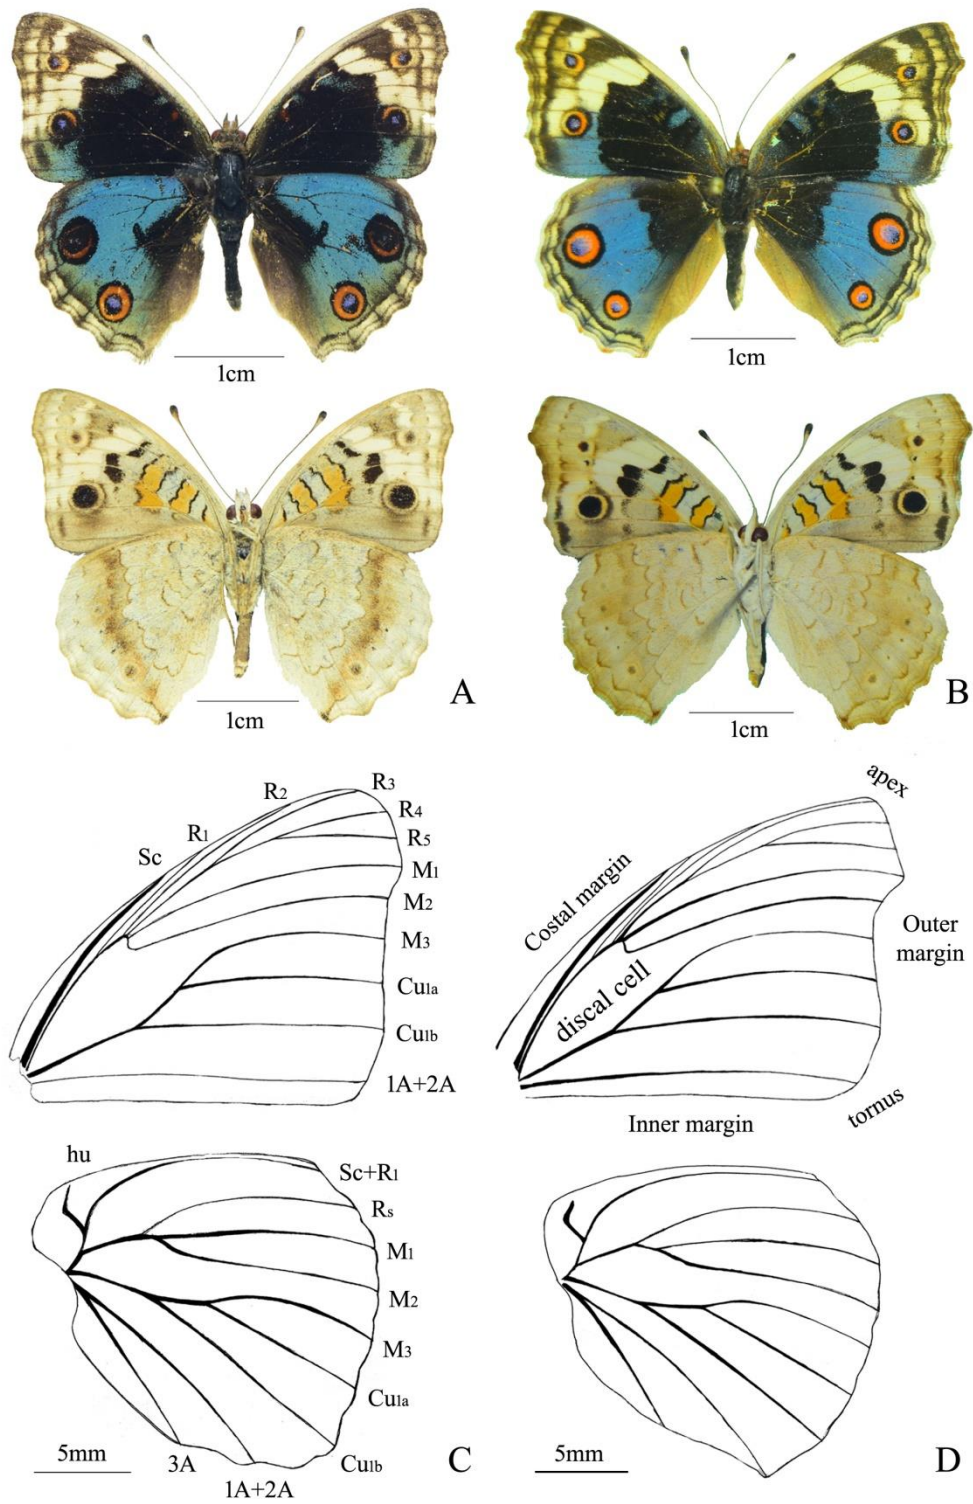 1cm
1cm
1cm
A
1cm
B
R3
R2
R4
R1
R5
Sc
M1
M2
M3
Cu1a
Cu1b
1A+2A
apex
Costal margin
Outer
margin
discal cell
tornus
Inner margin
hu
Sc+R1
Rs
M1
M2
M3
Cu1a
Cu1b
3A
1A+2A
5mm
C
5mm
D